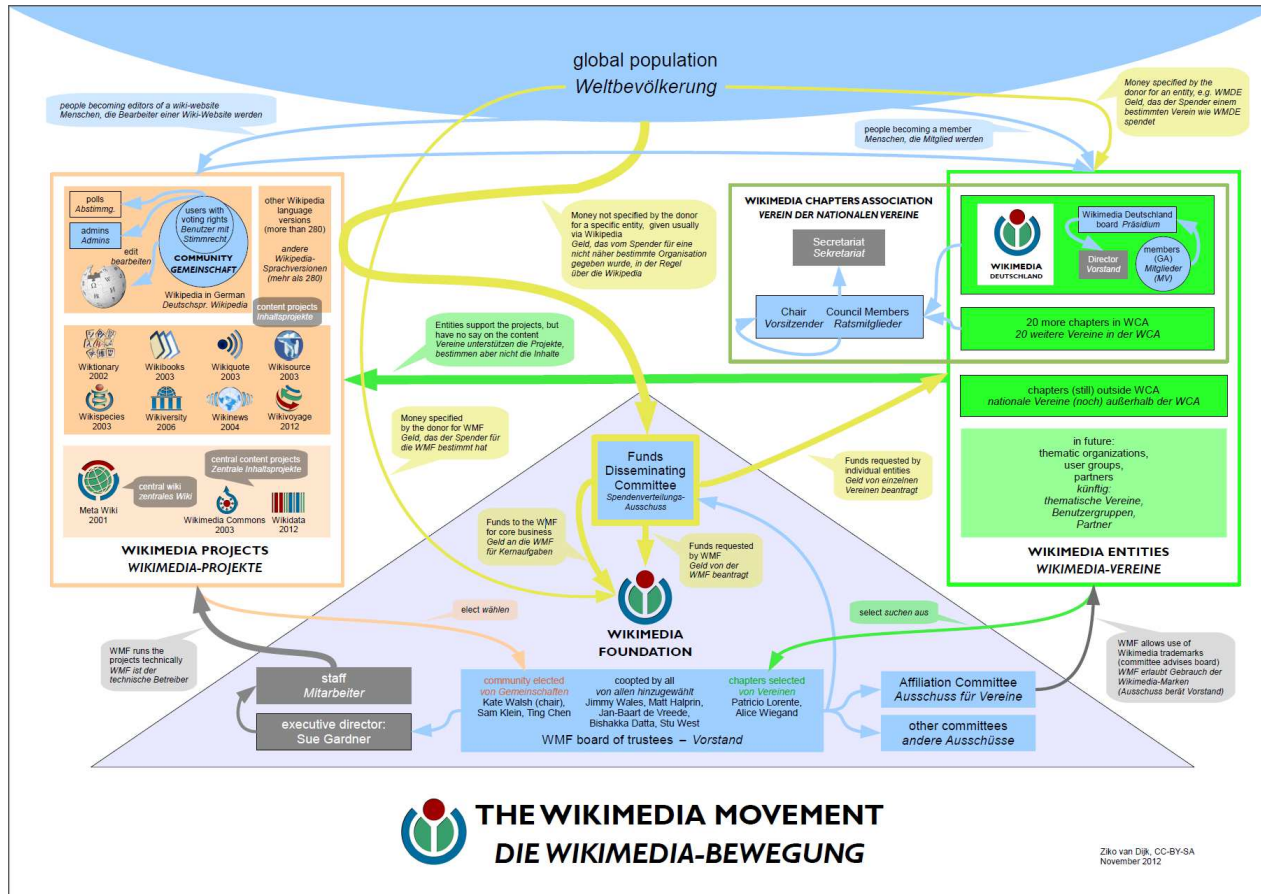 global population
Weltbevölkerung
people becoming editors of a wiki-website
Menschen, die Bearbeiter einer Wiki-Website werden
people becoming a member
Menschen, die Mitglied werden
Money specified by the
donor for an entity, e.g. WMDE
Geld, das der Spender einem
bestimmten Verein wie WMDE
spendet
polls
Abstimmg.
admins
Admins
edit
bearbeiten
users with
voting rights
Benutzer mit
Stimmrecht
COMMUNITY
GEMEINSCHAFT
Wikipedia in German
Deutschspr. Wikipedia
other Wikipedia
language
versions
(more than 280)
andere
Wikipedia-
Sprachversionen
(mehr als 280)
content projects
Inhaltsprojekte
Wiktionary
2002
Wikibooks
2003
Wikiquote
2003
Wikisource
2003
Wikispecies
2003
Wikiversity
2006
Wikinews
2004
Wikivoyage
2012
central content projects
Zentrale Inhaltsprojekte
central wiki
zentrales Wiki
Meta Wiki
2001
Wikimedia Commons
2003
Wikidata
2012
WIKIMEDIA PROJECTS
WIKIMEDIA-PROJEKTE
Money not specified by the donor
for a specific entity, given usually
via Wikipedia
Geld, das vom Spender für eine
nicht näher bestimmte Organisation
gegeben wurde, in der Regel
über die Wikipedia
Entities support the projects, but
have no say on the content
Vereine unterstützen die Projekte,
bestimmen aber nicht die Inhalte
Money specified
by the donor for WMF
Geld, das der Spender für
die WMF bestimmt hat
WIKIMEDIA CHAPTERS ASSOCIATION
VEREIN DER NATIONALEN VEREINE
Secretariat
Sekretariat
Chair
Vorsitzender
Council Members
Ratsmitglieder
WIKIMEDIA
DEUTSCHLAND
Wikimedia Deutschland
board Präsidium
Director
Vorstand
members
(GA)
Mitglieder
(MV)
20 more chapters in WCA
20 weitere Vereine in der WCA
chapters (still) outside WCA
nationale Vereine (noch) außerhalb der WCA
in future:
thematic organizations,
user groups,
partners
künftig:
thematische Vereine,
Benutzergruppen,
Partner
WIKIMEDIA ENTITIES
WIKIMEDIA-VEREINE
Funds
Disseminating
Committee
Spendenverteilungs-
Ausschuss
Funds requested by
individual entities
Geld von einzelnen
Vereinen beantragt
Funds to the WMF
for core business
Geld an die WMF
für Kernaufgaben
Funds requested
by WMF
Geld von der
WMF beantragt
WIKIMEDIA
FOUNDATION
elect wählen
select suchen aus
WMF runs the
projects technically
WMF ist der
technische Betreiber
staff
Mitarbeiter
executive director:
Sue Gardner
community elected
von Gemeinschaften
Kate Walsh (chair),
Sam Klein, Ting Chen
coopted by all
von allen hinzugewählt
Jimmy Wales, Matt Halprin,
Jan-Baart de Vreede,
Bishakka Datta, Stu West
chapters selected
von Vereinen
Patricio Lorente,
Alice Wiegand
WMF board of trustees – Vorstand
Affiliation Committee
Ausschuss für Vereine
other committees
andere Ausschüsse
WMF allows use of
Wikimedia trademarks
(committee advises board)
WMF erlaubt Gebrauch der
Wikimedia-Marken
(Ausschuss berät Vorstand)
THE WIKIMEDIA MOVEMENT
DIE WIKIMEDIA-BEWEGUNG
Ziko van Dijk, CC-BY-SA
November 2012